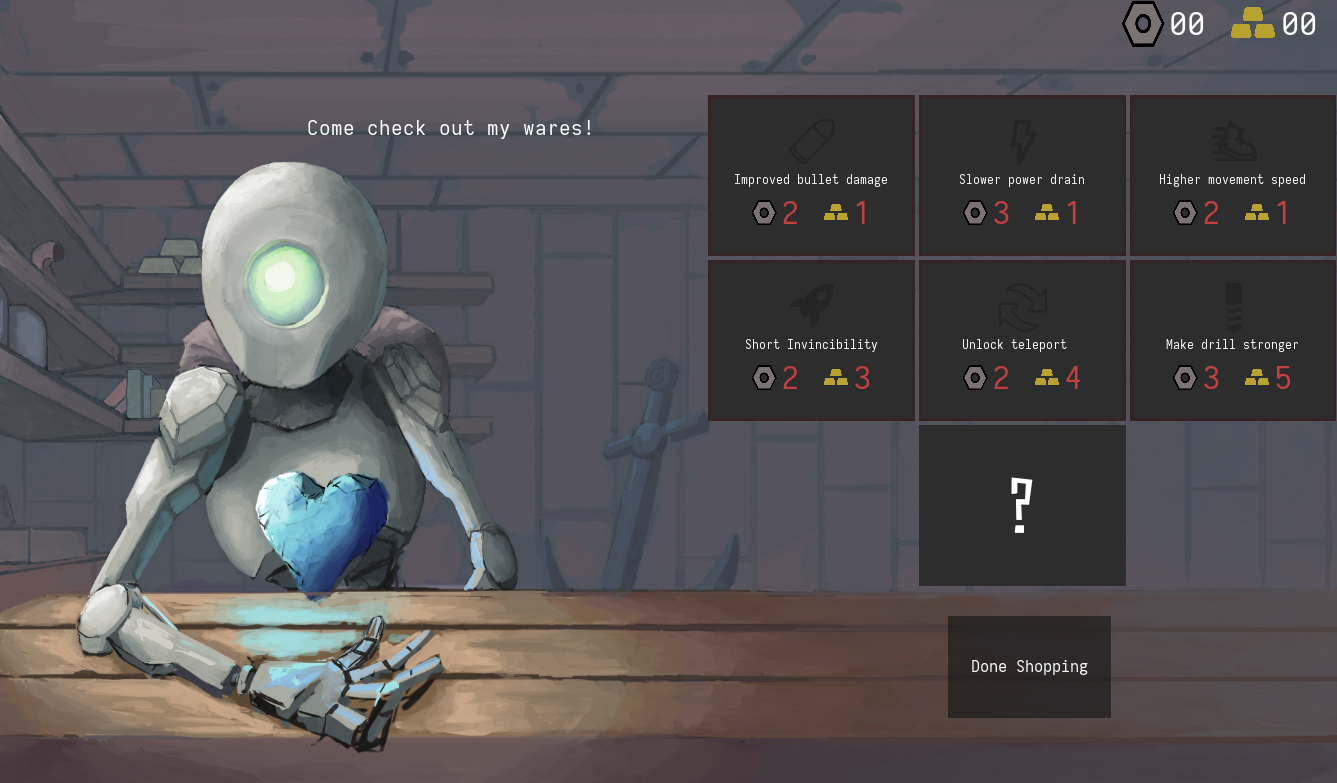 00 00
Come check out my wares!
Improved bullet damage
2 1
Slower power drain
3 1
Higher movement speed
2 1
Short Invincibility
2 3
Unlock teleport
2 4
Make drill stronger
3 5
?
Done Shopping